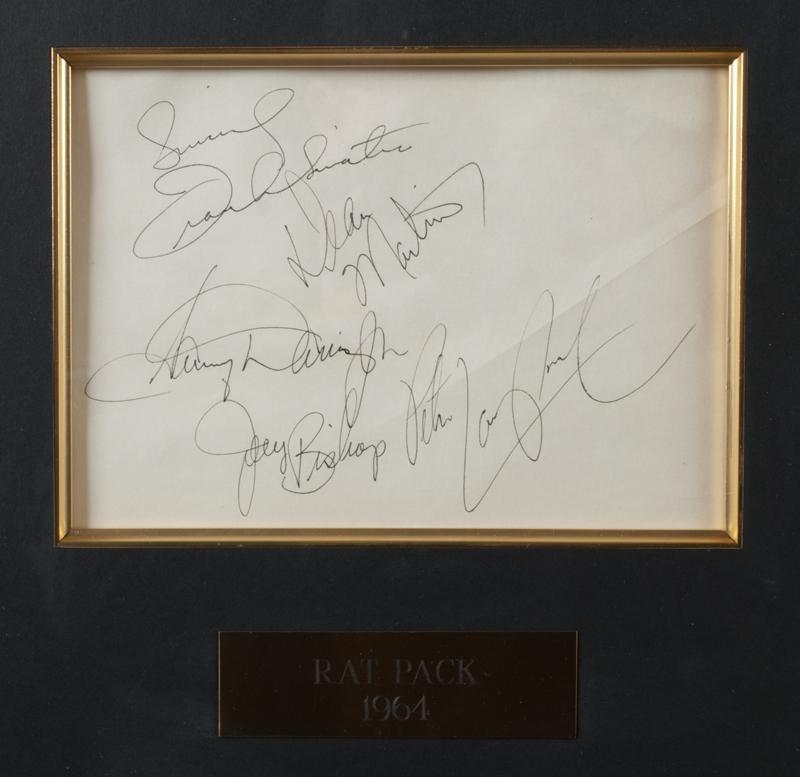 Sincerely
Frank Sinatra
Dean Martin
Sammy Davis Jr
Joey Bishop Peter Lawford
RAT PACK
1964